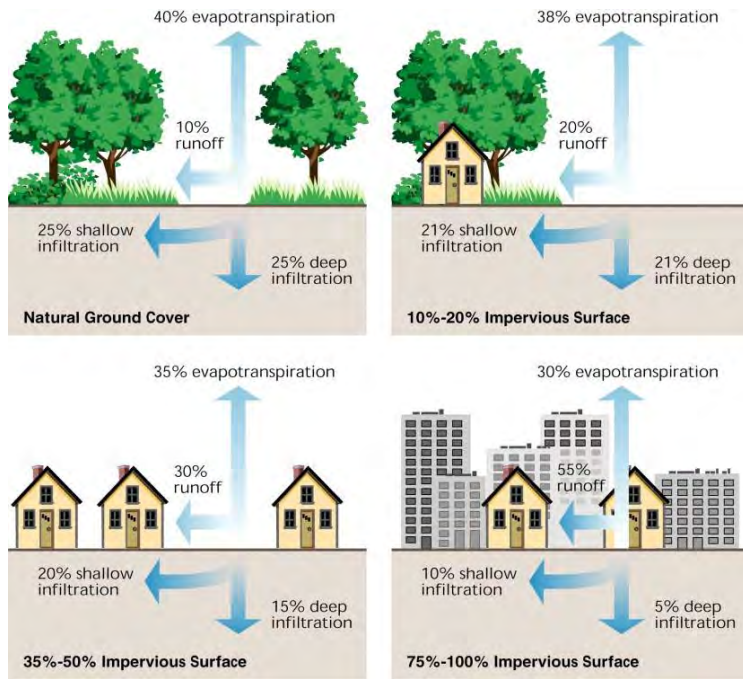 40% evapotranspiration
10%
runoff
25% shallow
infiltration
25% deep
infiltration
Natural Ground Cover
38% evapotranspiration
20%
runoff
21% shallow
infiltration
21% deep
infiltration
10%-20% Impervious Surface
35% evapotranspiration
30%
runoff
20% shallow
infiltration
15% deep
infiltration
35%-50% Impervious Surface
30% evapotranspiration
55%
runoff
10% shallow
infiltration
5% deep
infiltration
75%-100% Impervious Surface